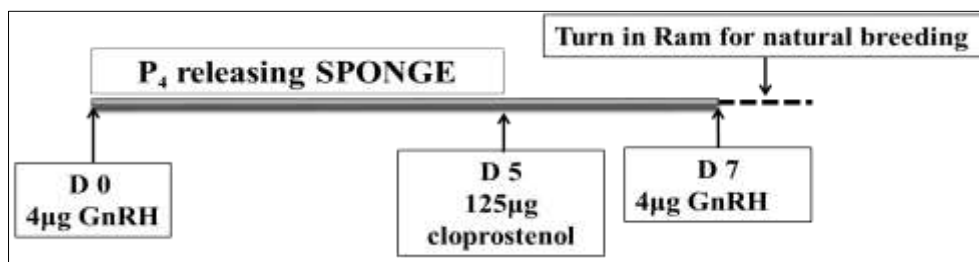 Turn in Ram for natural breeding
P₄ releasing SPONGE
D 0
4μg GnRH
D 5
125μg
cloprostenol
D 7
4μg GnRH